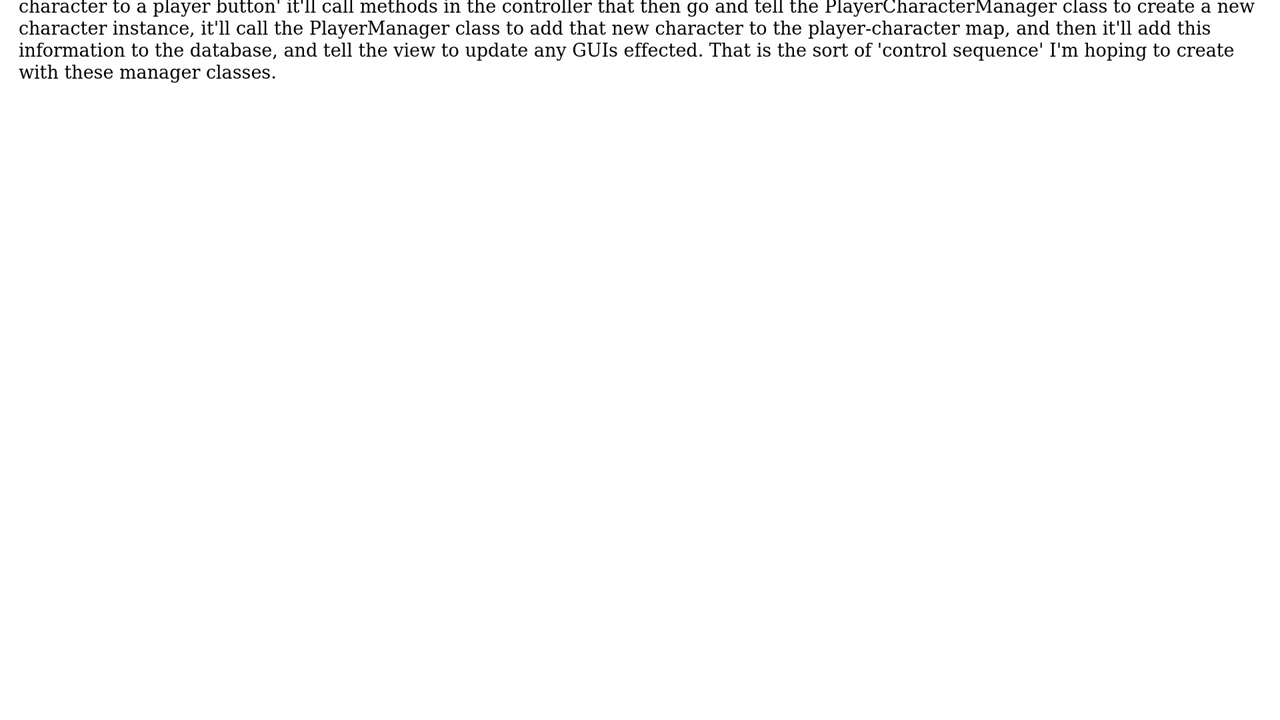 character to a player button' it'll call methods in the controller that then go and tell the PlayerCharacterManager class to create a new
character instance, it'll call the PlayerManager class to add that new character to the player-character map, and then it'll add this
information to the database, and tell the view to update any GUIs effected. That is the sort of 'control sequence' I'm hoping to create
with these manager classes.